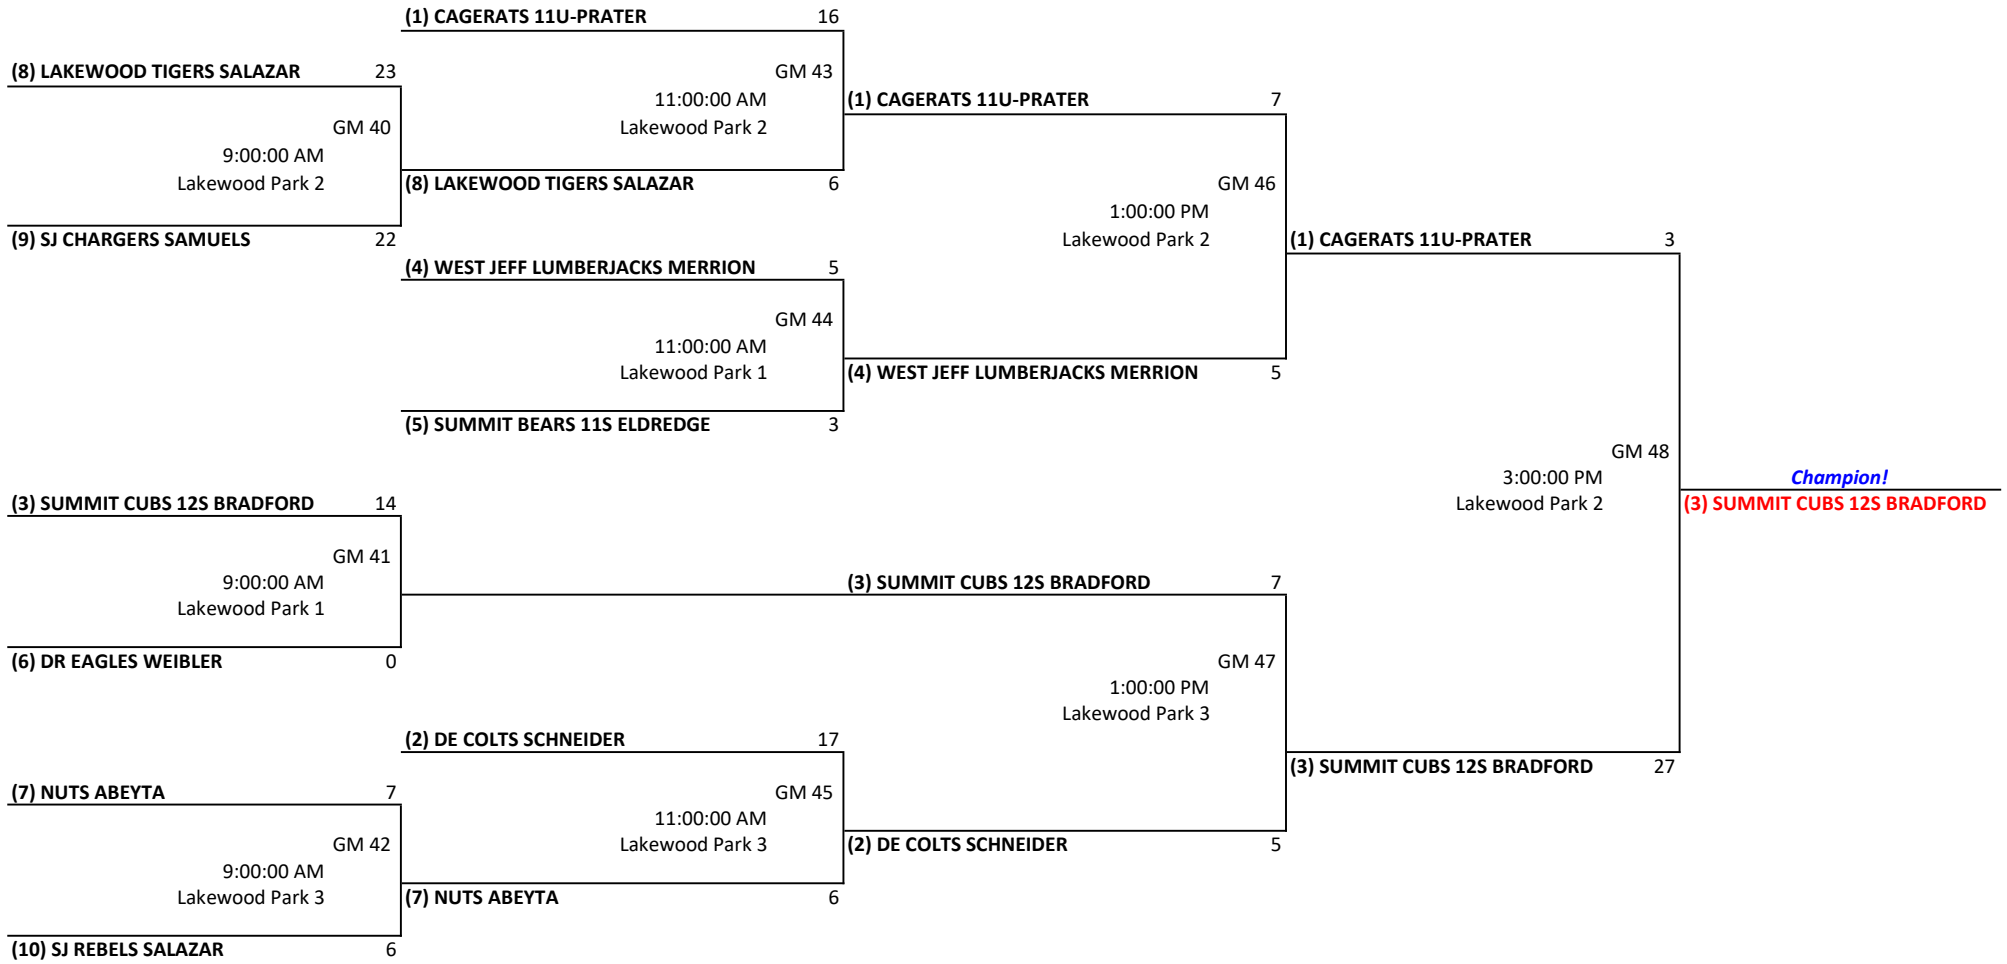 (1) CAGERATS 11U-PRATER 16
(8) LAKEWOOD TIGERS SALAZAR 23
GM 43
11:00:00 AM
Lakewood Park 2
(1) CAGERATS 11U-PRATER 7
GM 40
9:00:00 AM
Lakewood Park 2
(8) LAKEWOOD TIGERS SALAZAR 6
GM 46
1:00:00 PM
Lakewood Park 2
(9) SJ CHARGERS SAMUELS 22
(1) CAGERATS 11U-PRATER 3
(4) WEST JEFF LUMBERJACKS MERRION 5
GM 44
11:00:00 AM
Lakewood Park 1
(4) WEST JEFF LUMBERJACKS MERRION 5
(5) SUMMIT BEARS 11S ELDREDGE 3
GM 48
3:00:00 PM
Lakewood Park 2
Champion!
(3) SUMMIT CUBS 12S BRADFORD
(3) SUMMIT CUBS 12S BRADFORD 14
GM 41
9:00:00 AM
Lakewood Park 1
(3) SUMMIT CUBS 12S BRADFORD 7
(6) DR EAGLES WEIBLER 0
GM 47
1:00:00 PM
Lakewood Park 3
(2) DE COLTS SCHNEIDER 17
(3) SUMMIT CUBS 12S BRADFORD 27
(7) NUTS ABEYTA 7
GM 45
11:00:00 AM
Lakewood Park 3
(2) DE COLTS SCHNEIDER 5
GM 42
9:00:00 AM
Lakewood Park 3
(7) NUTS ABEYTA 6
(10) SJ REBELS SALAZAR 6